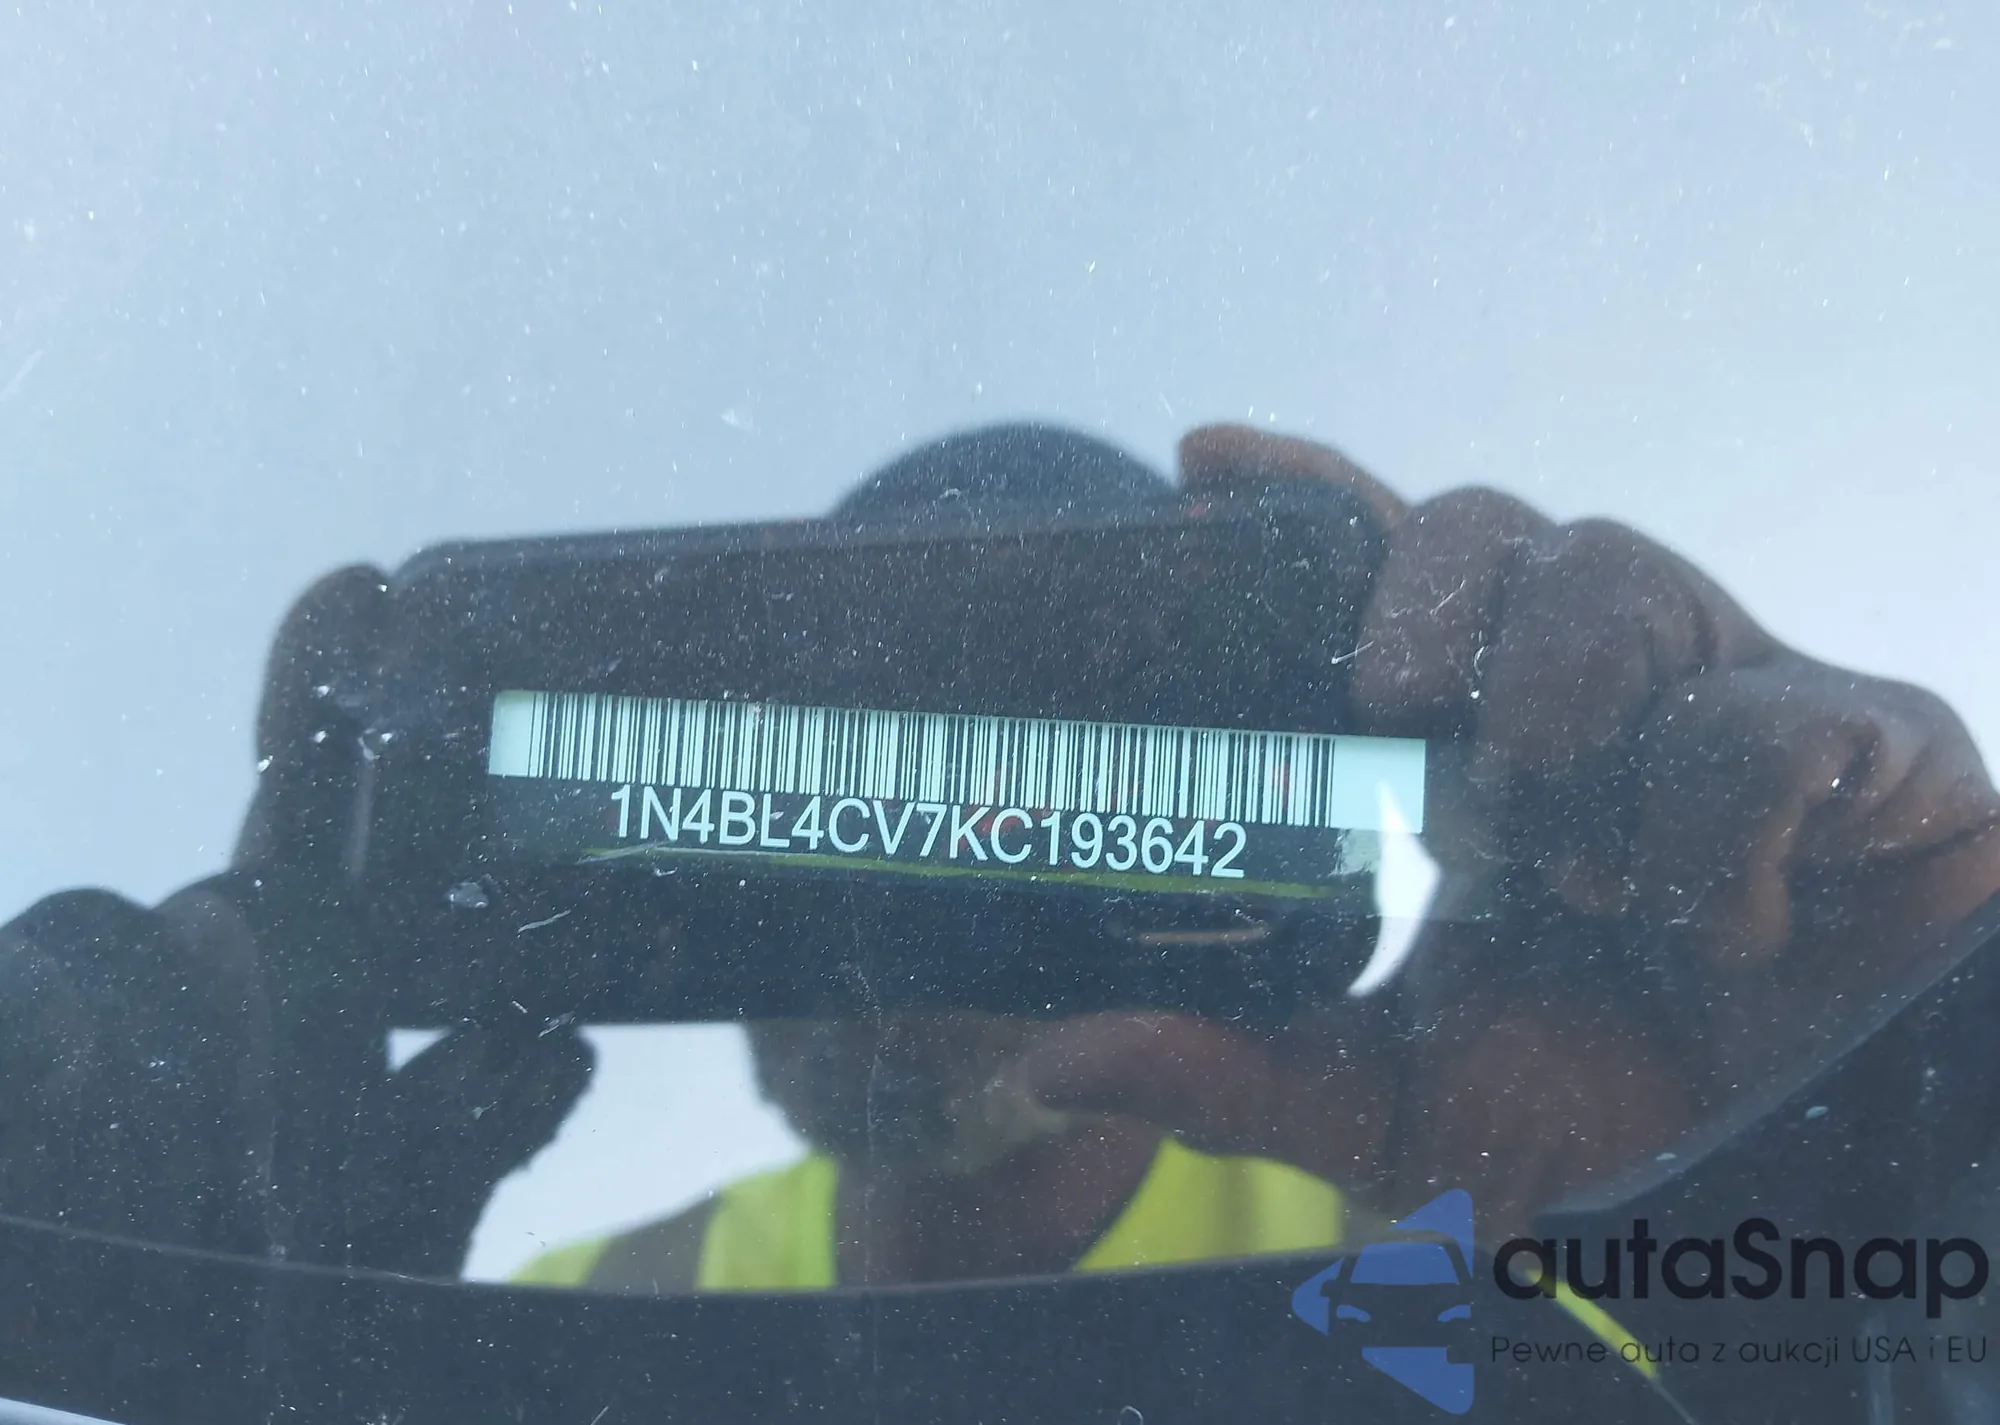 1N4BL4CV7KC193642
autaSnap
Pewne auta z aukcji USA i EU